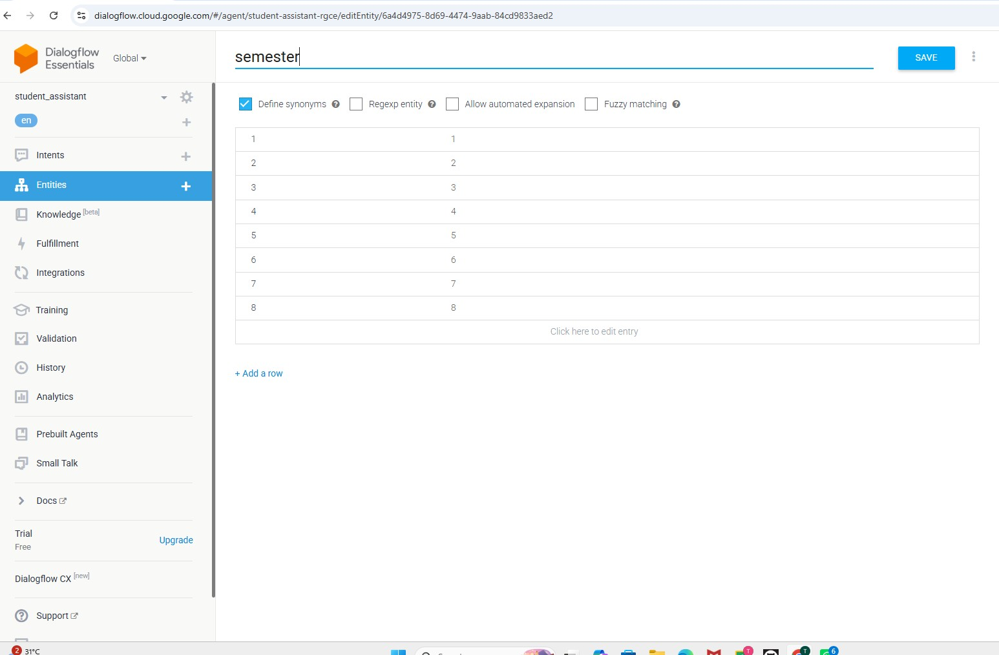 dialogflow.cloud.google.com/#/agent/student-assistant-rgce/editEntity/6a4d4975-8d69-4474-9aab-84cd9833aed2
Dialogflow
Essentials
Global
semester
SAVE
student_assistant
en
Define synonyms
Regexp entity
Allow automated expansion
Fuzzy matching
Intents
Entities
Knowledge [beta]
Fulfillment
Integrations
Training
Validation
History
Analytics
Prebuilt Agents
Small Talk
Docs
Trial
Free
Upgrade
Dialogflow CX [new]
Support
1 1
2 2
3 3
4 4
5 5
6 6
7 7
8 8
Click here to edit entry
+ Add a row
2
31°C
T
T
6